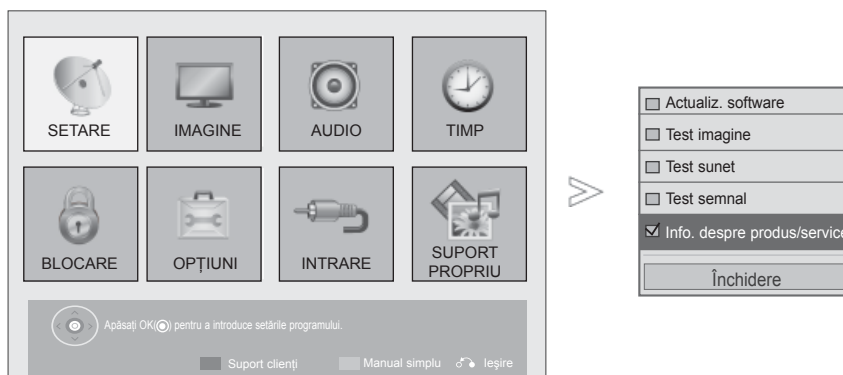 SETARE IMAGINE AUDIO TIMP
BLOCARE OPȚIUNI INTRARE SUPORT
PROPRIU
Apăsați OK(◉) pentru a introduce setările programului.
Suport clienți Manual simplu Ieșire
Actualiz. software
Test imagine
Test sunet
Test semnal
Info. despre produs/service
Închidere